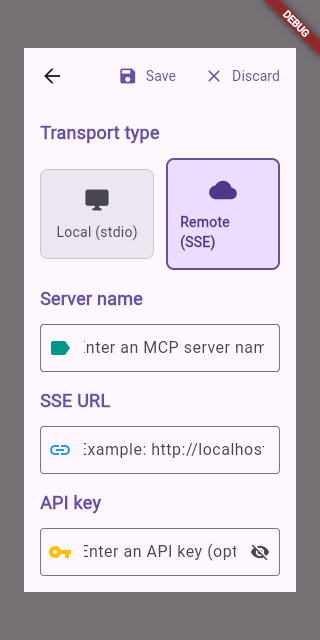 DEBUG
Save
Discard
Transport type
Local (stdio)
Remote
(SSE)
Server name
Enter an MCP server nam
SSE URL
Example: http://localhos
API key
Enter an API key (opt